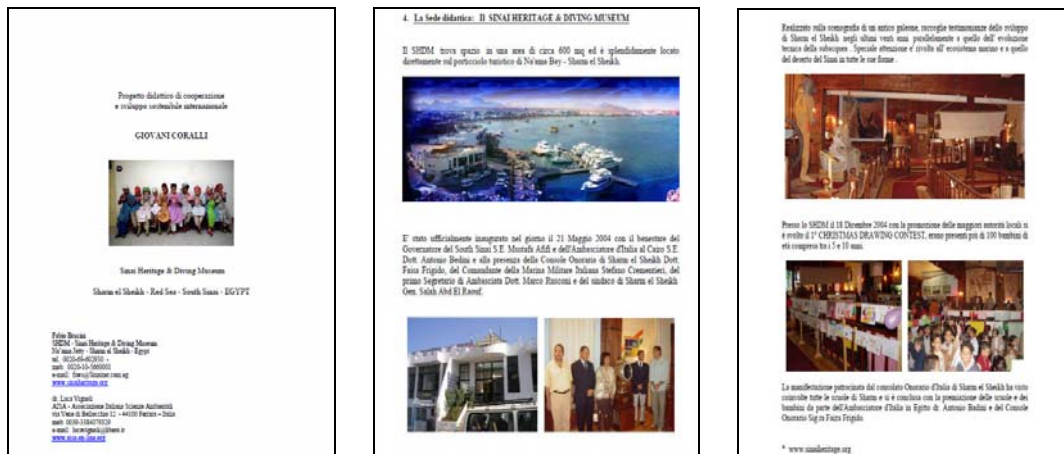 Progetto didattico di cooperazione
e sviluppo sostenibile internazionale
GIOVANI CORALLI
Sinai Heritage & Diving Museum
Sharm el Sheikh - Red Sea - South Sinai - EGYPT
SHDM - Sinai Heritage & Diving Museum
Na'ama Jetty - Sharm el Sheikh - Egypt
www.sinaiheritage.org
dr. Luca Vignoli
AISA - Associazione Italiana Scienze Ambientali
4. La Sede didattica: Il SINAI HERITAGE & DIVING MUSEUM
Il SHDM trova spazio in una area di circa 600 mq ed è splendidamente locato
direttamente sul porticciolo turistico di Na'ama Bay - Sharm el Sheikh.
E' stato ufficialmente inaugurato nel giorno il 21 Maggio 2004 con il benestare del
Governatore del South Sinai S.E. Mustafa Afifi e dell'Ambasciatore d'Italia al Cairo S.E.
Dott. Antonio Badini e alla presenza della Console Onorario di Sharm el Sheikh Dott.
Faiza Frigido, del Comandante della Marina Militare Italiana Stefano del
primo Segretario di Ambasciata Dott. Marco Rusconi e del sindaco di Sharm el Sheikh
Gen. Salah Abd El Raouf.
Realizzato sulla scenografia di un antico galeone, raccoglie testimonianze dello sviluppo
di Sharm el Sheikh negli ultimi venti anni parallelamente a quello dell' evoluzione
tecnica della subacquea . Speciale attenzione e' rivolta all' ecosistema marino e a quello
del deserto del Sinai in tutte le sue forme .
Presso lo SHDM il 18 Dicembre 2004 con la promozione delle maggiori autorità locali si
è svolto il 1° CHRISTMAS DRAWING CONTEST, erano presenti più di 100 bambini di
età compresa tra i 5 e 10 anni.
La manifestazione patrocinata dal consolato Onorario d'Italia di Sharm el Sheikh ha visto
coinvolte tutte le scuole di Sharm e si è conclusa con la premiazione delle scuole e dei
bambini da parte dell'Ambasciatore d'Italia in Egitto dr. Antonio Badini e del Console
Onorario Sig.ra Faiza Frigido.
* www.sinaiheritage.org